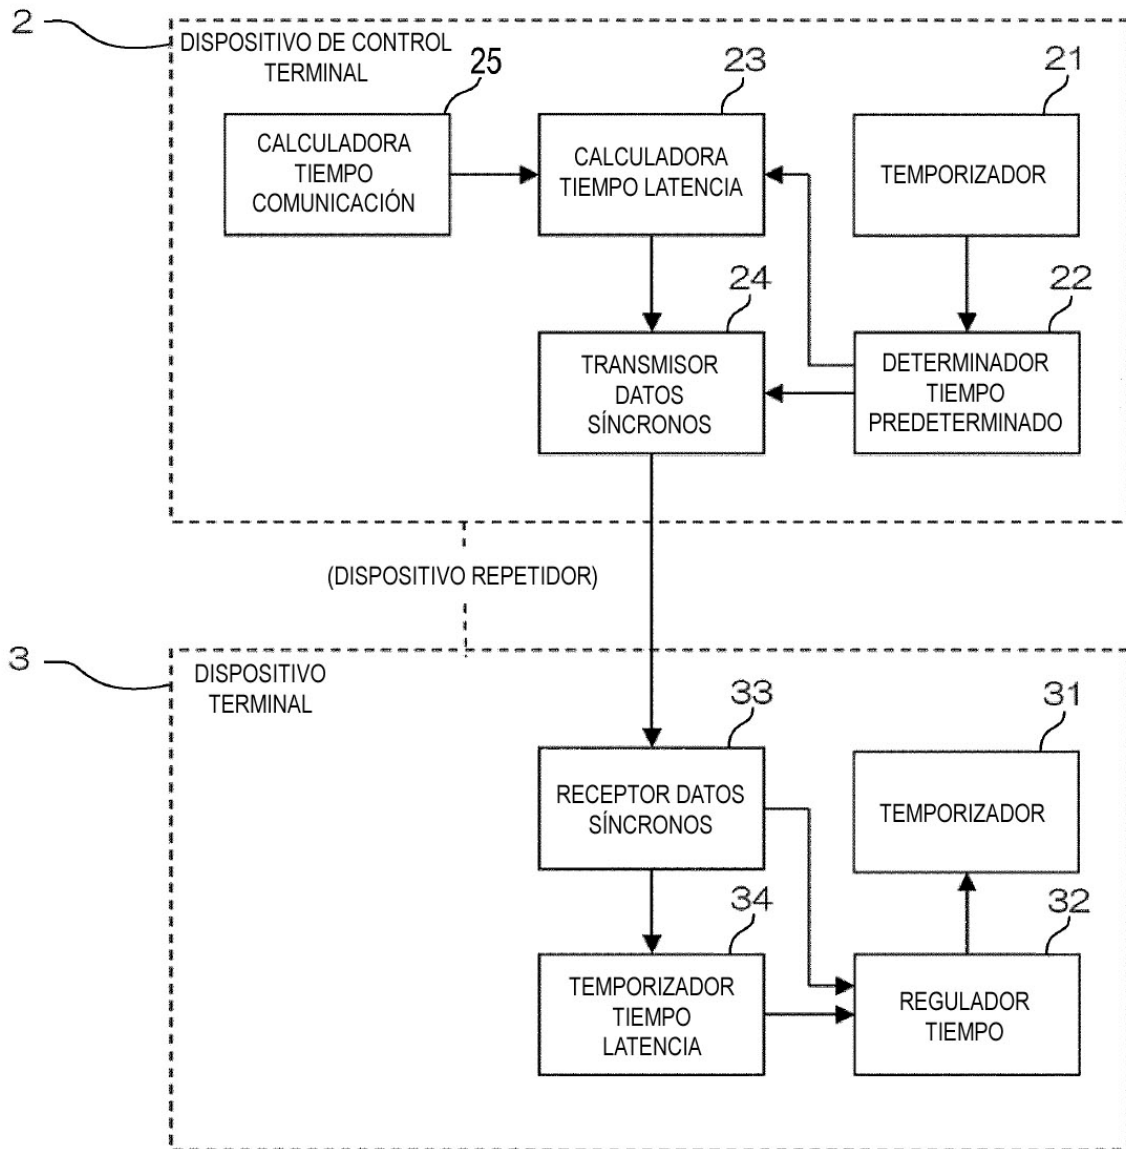 2
DISPOSITIVO DE CONTROL
TERMINAL
25
23
21
CALCULADORA
TIEMPO
COMUNICACIÓN
CALCULADORA
TIEMPO LATENCIA
TEMPORIZADOR
24
22
TRANSMISOR
DATOS
SÍNCRONOS
DETERMINADOR
TIEMPO
PREDETERMINADO
(DISPOSITIVO REPETIDOR)
3
DISPOSITIVO
TERMINAL
33
31
RECEPTOR DATOS
SÍNCRONOS
TEMPORIZADOR
34
32
TEMPORIZADOR
TIEMPO
LATENCIA
REGULADOR
TIEMPO